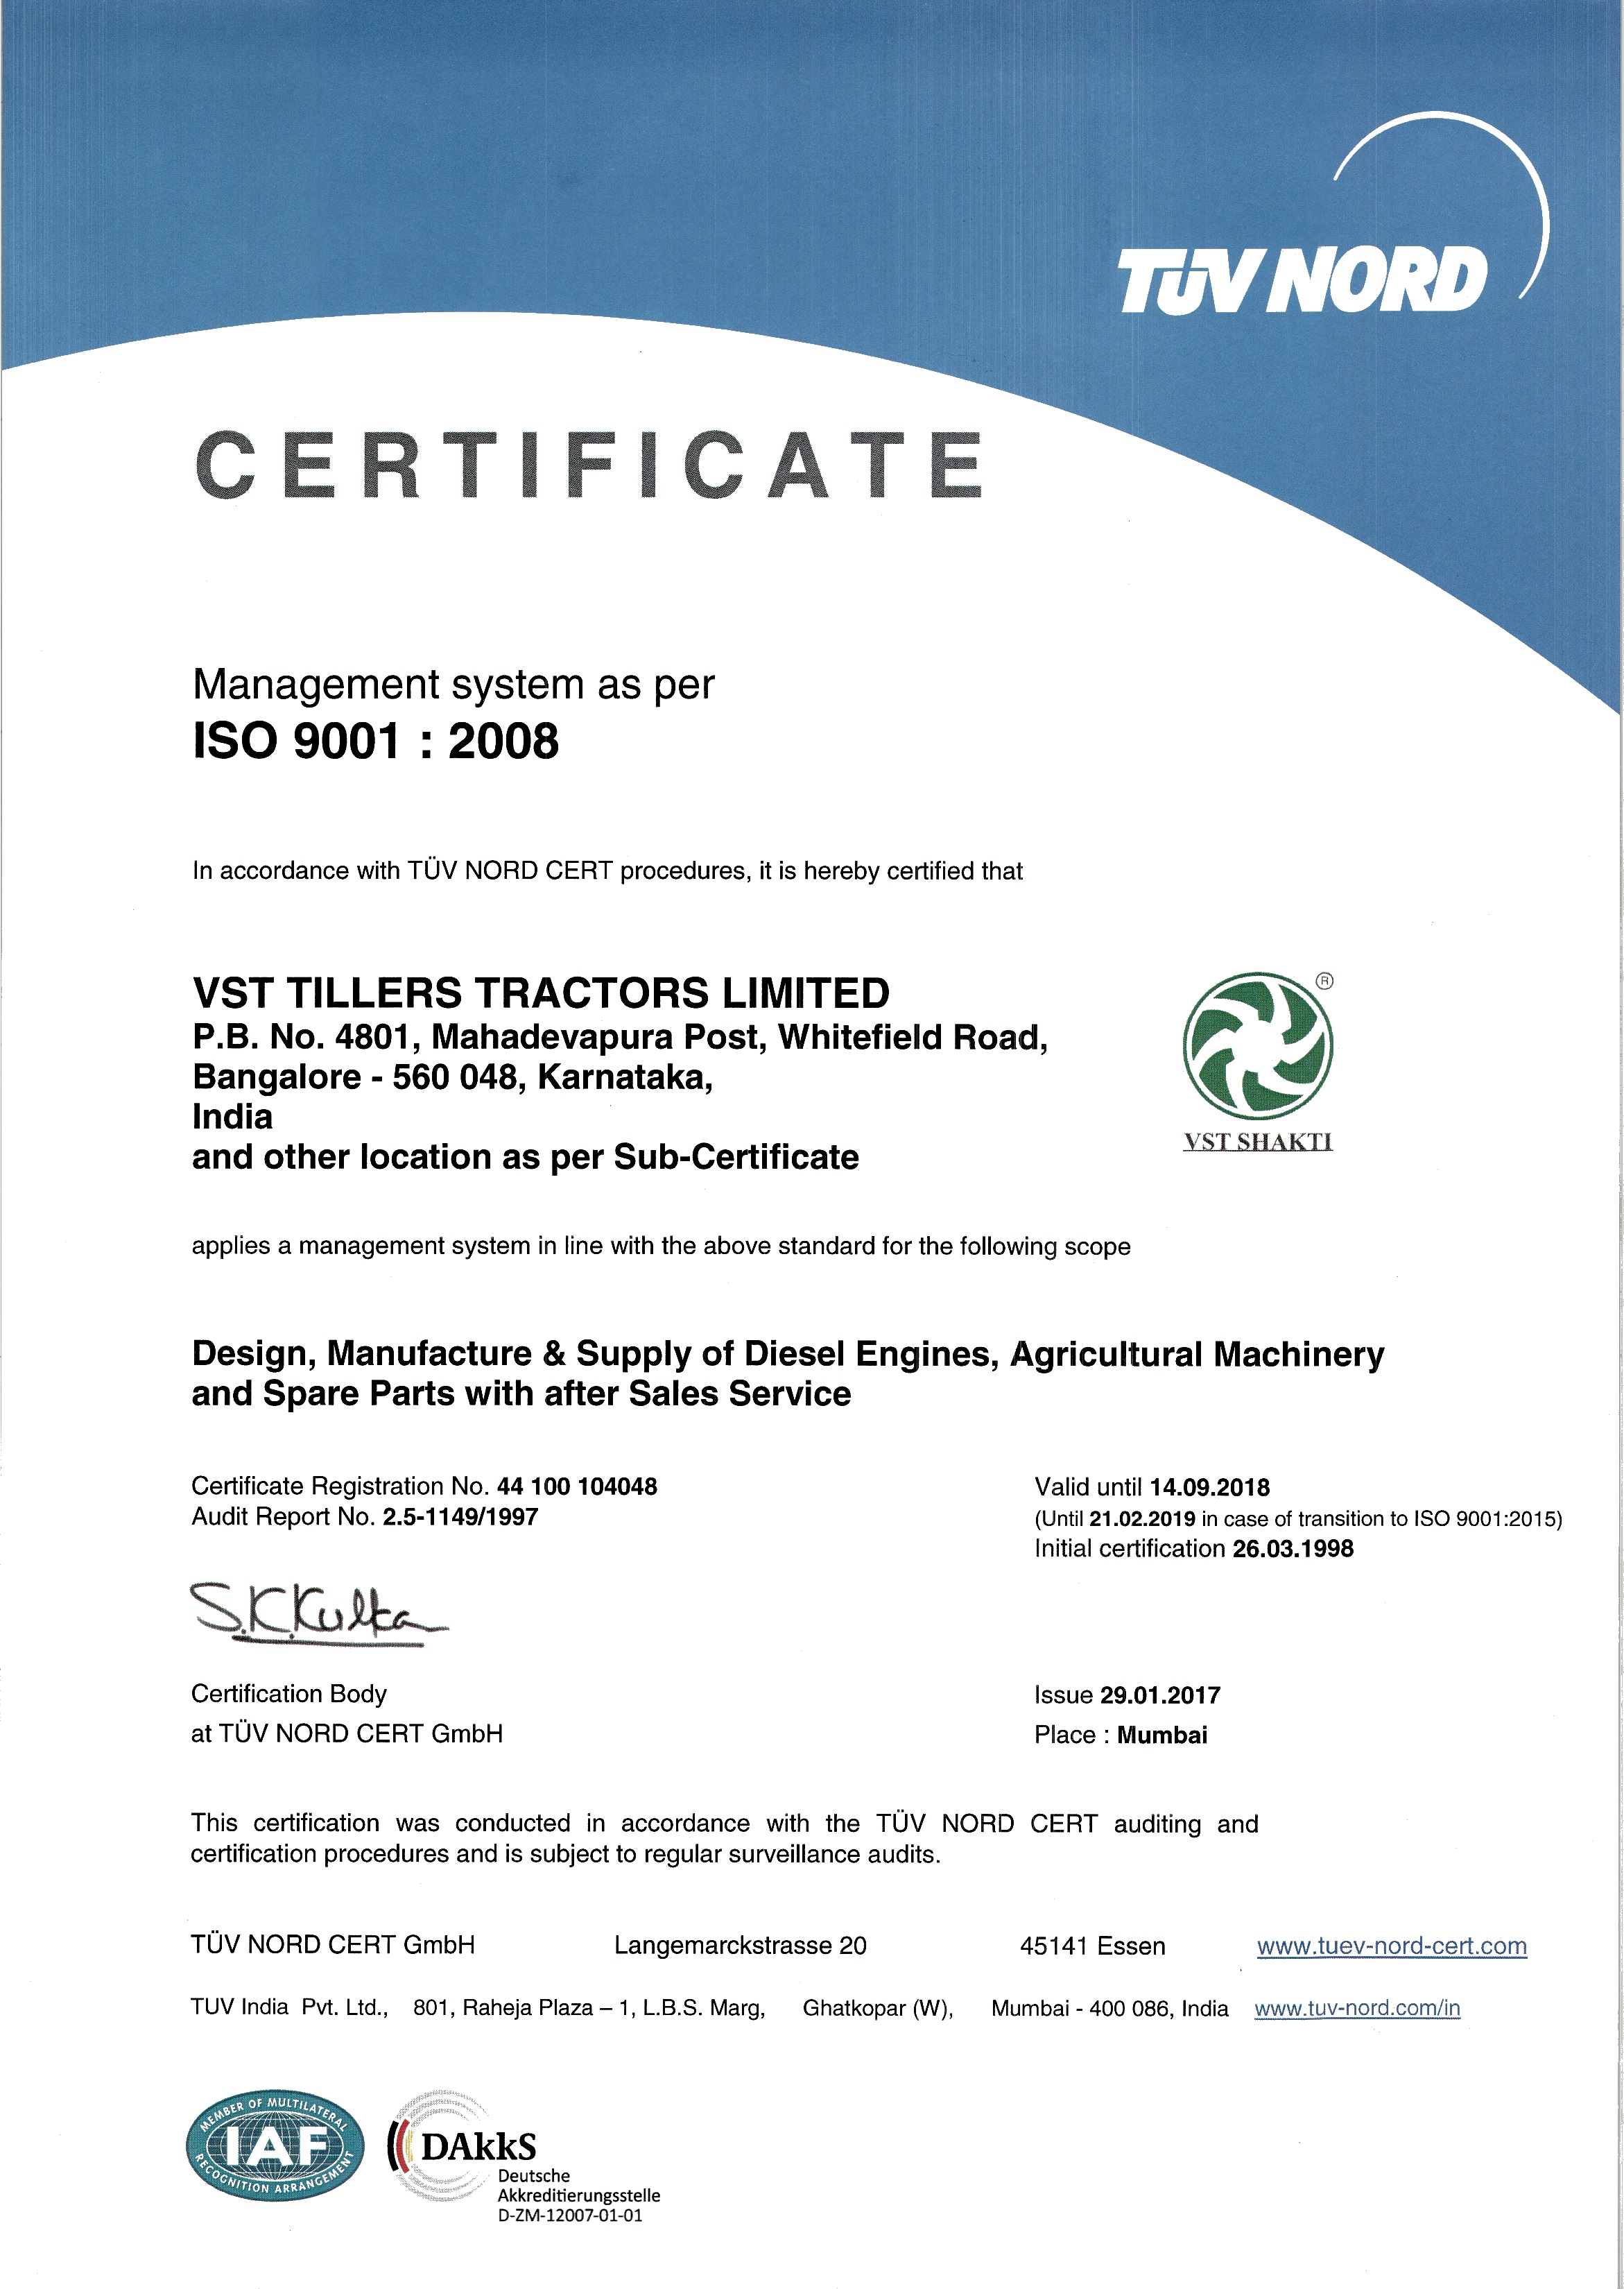 TÜV NORD
CERTIFICATE
Management system as per
ISO 9001 : 2008
In accordance with TÜV NORD CERT procedures, it is hereby certified that
VST TILLERS TRACTORS LIMITED
P.B. No. 4801, Mahadevapura Post, Whitefield Road,
Bangalore - 560 048, Karnataka,
India
and other location as per Sub-Certificate
®
VST SHAKTI
applies a management system in line with the above standard for the following scope
Design, Manufacture & Supply of Diesel Engines, Agricultural Machinery
and Spare Parts with after Sales Service
Certificate Registration No. 44 100 104048
Audit Report No. 2.5-1149/1997
Valid until 14.09.2018
(Until 21.02.2019 in case of transition to ISO 9001:2015)
Initial certification 26.03.1998
S.K.Kulka
Certification Body
at TÜV NORD CERT GmbH
Issue 29.01.2017
Place : Mumbai
This certification was conducted in accordance with the TÜV NORD CERT auditing and
certification procedures and is subject to regular surveillance audits.
TÜV NORD CERT GmbH Langemarckstrasse 20 45141 Essen www.tuev-nord-cert.com
TUV India Pvt. Ltd., 801, Raheja Plaza – 1, L.B.S. Marg, Ghatkopar (W), Mumbai - 400 086, India www.tuv-nord.com/in
MEMBER OF MULTILATERAL
IAF
RECOGNITION ARRANGEMENT
DAkkS
Deutsche
Akkreditierungsstelle
D-ZM-12007-01-01